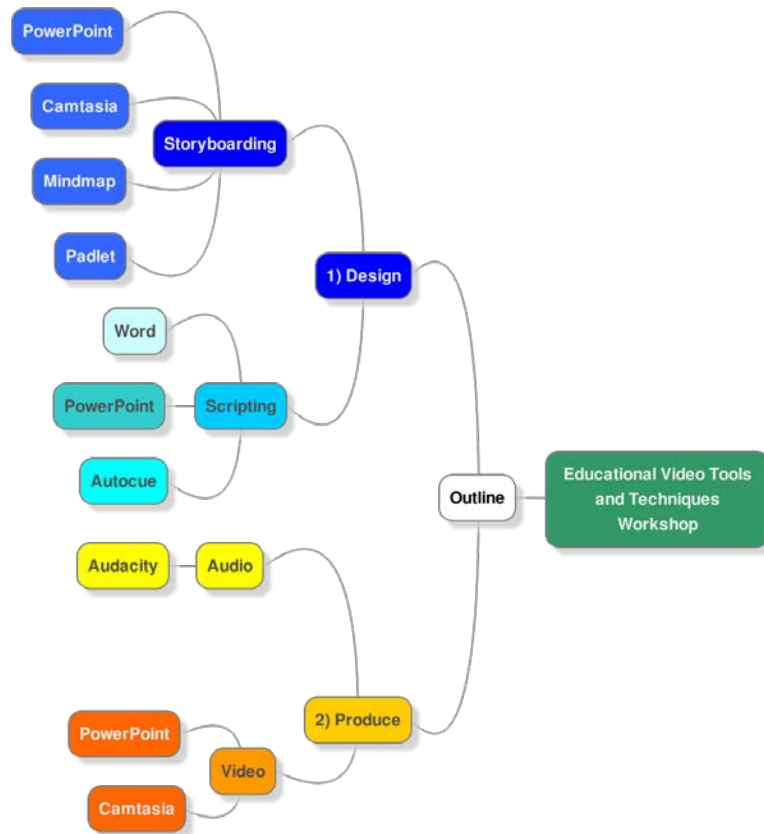 PowerPoint
Camtasia
Storyboarding
Mindmap
Padlet
1) Design
Word
PowerPoint
Scripting
Autocue
Outline
Educational Video Tools
and Techniques
Workshop
Audacity
Audio
2) Produce
PowerPoint
Video
Camtasia